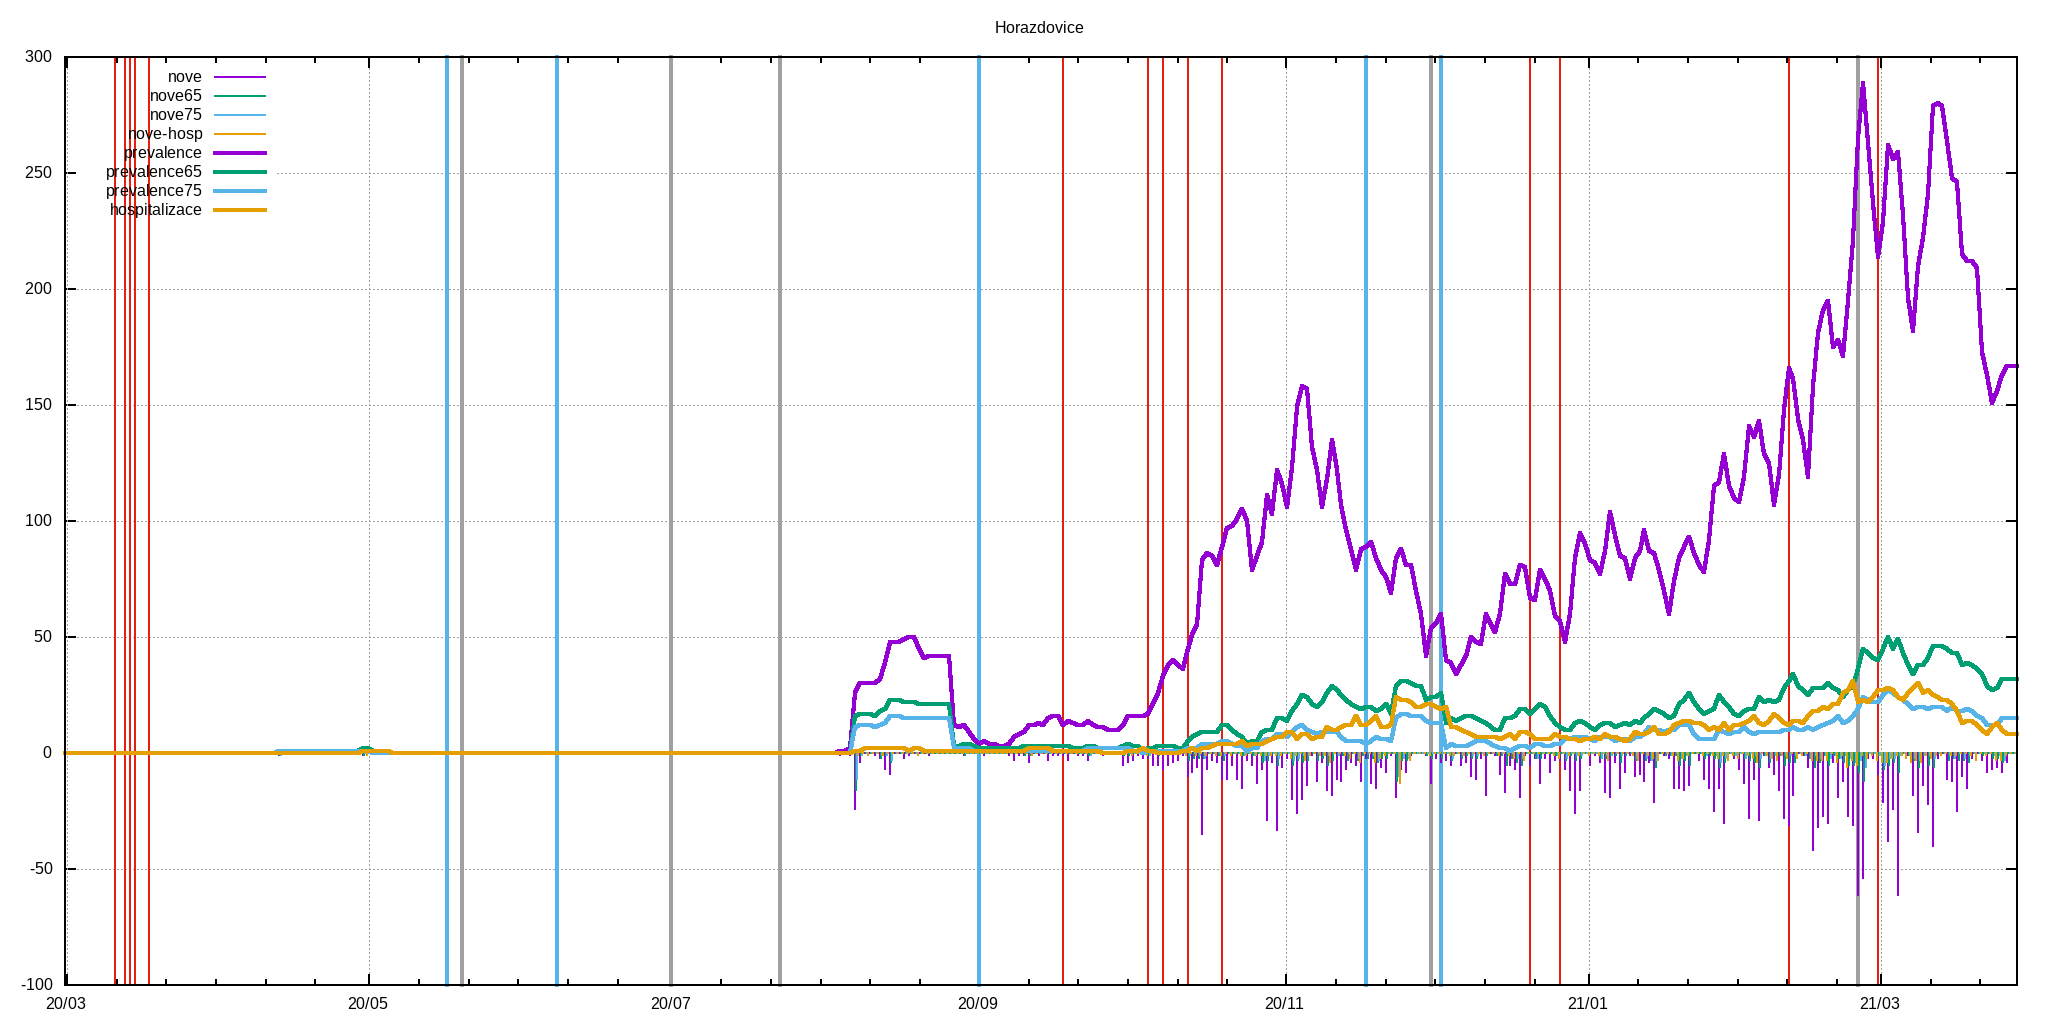 Horazdovice
300
250
200
150
100
50
0
-50
-100
nove
nove65
nove75
nove-hosp
prevalence
prevalence65
prevalence75
hospitalizace
20/03 20/05 20/07 20/09 20/11 21/01 21/03